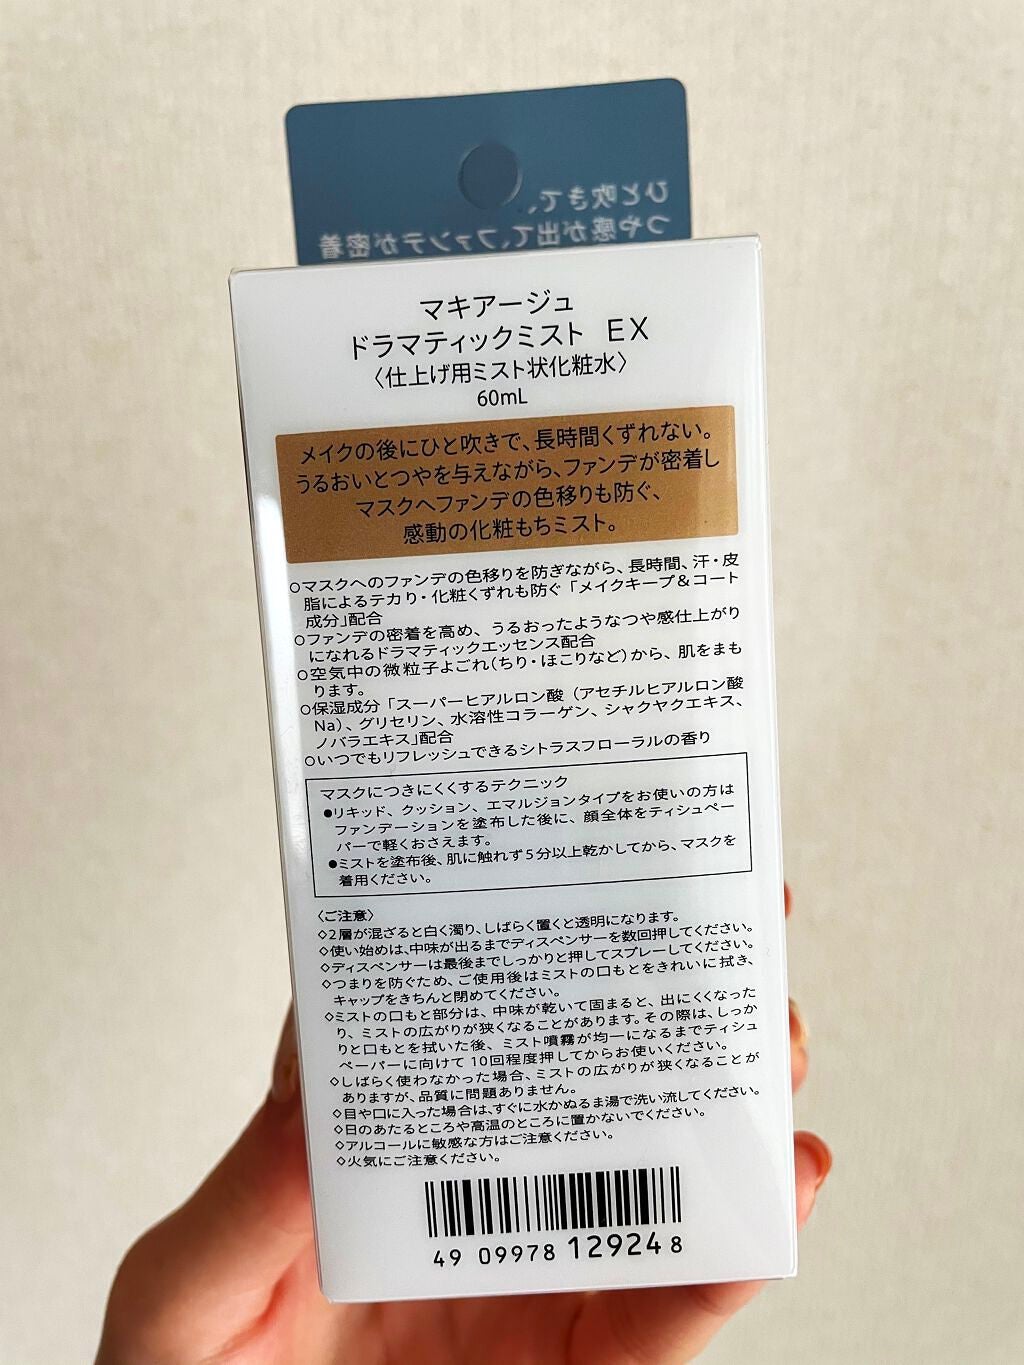 ひと吹きで、
つや感が出て、ファンデが密着
マキアージュ
ドラマティックミスト EX
〈仕上げ用ミスト状化粧水〉
60mL
メイクの後にひと吹きで、長時間くずれない。
うるおいとつやを与えながら、ファンデが密着し
マスクへファンデの色移りも防ぐ、
感動の化粧もちミスト。
○マスクへのファンデの色移りを防ぎながら、長時間、汗・皮
脂によるテカリ・化粧くずれも防ぐ「メイクキープ＆コート
成分」配合
○ファンデの密着を高め、うるおったようなつや感仕上がり
になれるドラマティックエッセンス配合
○空気中の微粒子よごれ（ちり・ほこりなど）から、肌をまも
ります。
○保湿成分「スーパーヒアルロン酸（アセチルヒアルロン酸
Na）、グリセリン、水溶性コラーゲン、シャクヤクエキス、
ノバラエキス」配合
○いつでもリフレッシュできるシトラスフローラルの香り
マスクにつきにくくするテクニック
●リキッド、クッション、エマルジョンタイプをお使いの方は
ファンデーションを塗布した後に、顔全体をティシュペー
パーで軽くおさえます。
●ミストを塗布後、肌に触れず5分以上乾かしてから、マスクを
着用ください。
〈ご注意〉
◇2層が混ざると白く濁り、しばらく置くと透明になります。
◇使い始めは、中味が出るまでディスペンサーを数回押してください。
◇ディスペンサーは最後までしっかりと押してスプレーしてください。
◇つまりを防ぐため、ご使用後はミストの口もとをきれいに拭き、
キャップをきちんと閉めてください。
◇ミストの口もと部分は、中味が乾いて固まると、出にくくなった
り、ミストの広がりが狭くなることがあります。その際は、しっか
りと口もとを拭いた後、ミスト噴霧が均一になるまでティシュ
ペーパーに向けて10回程度押してからお使いください。
◇しばらく使わなかった場合、ミストの広がりが狭くなることが
ありますが、品質に問題ありません。
◇目や口に入った場合は、すぐに水かぬるま湯で洗い流してください。
◇日のあたるところや高温のところに置かないでください。
◇アルコールに敏感な方はご注意ください。
◇火気にご注意ください。
49 09978 129248